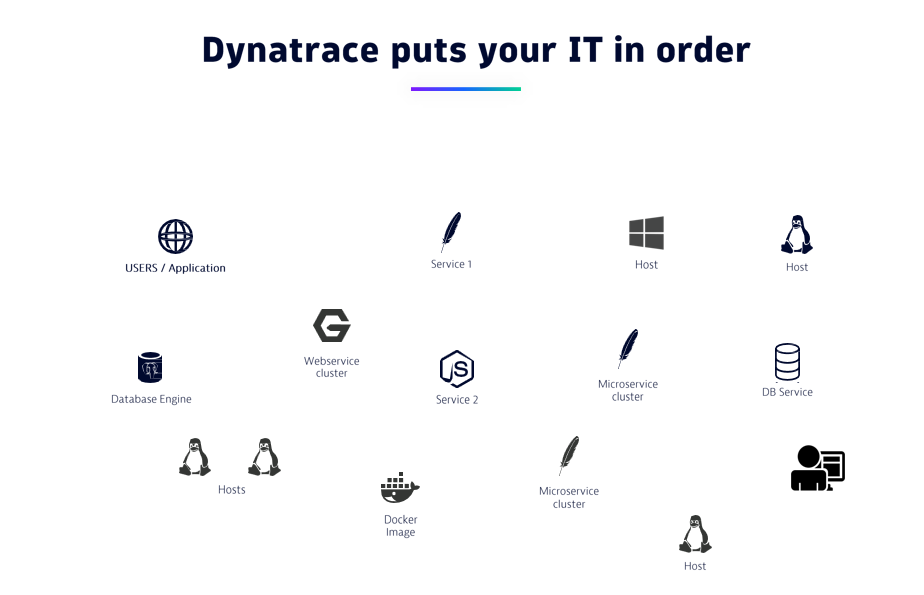 Dynatrace puts your IT in order
USERS / Application
Service 1
Host
Host
Webservice
cluster
Database Engine
Service 2
Microservice
cluster
DB Service
Hosts
Docker
Image
Microservice
cluster
Host